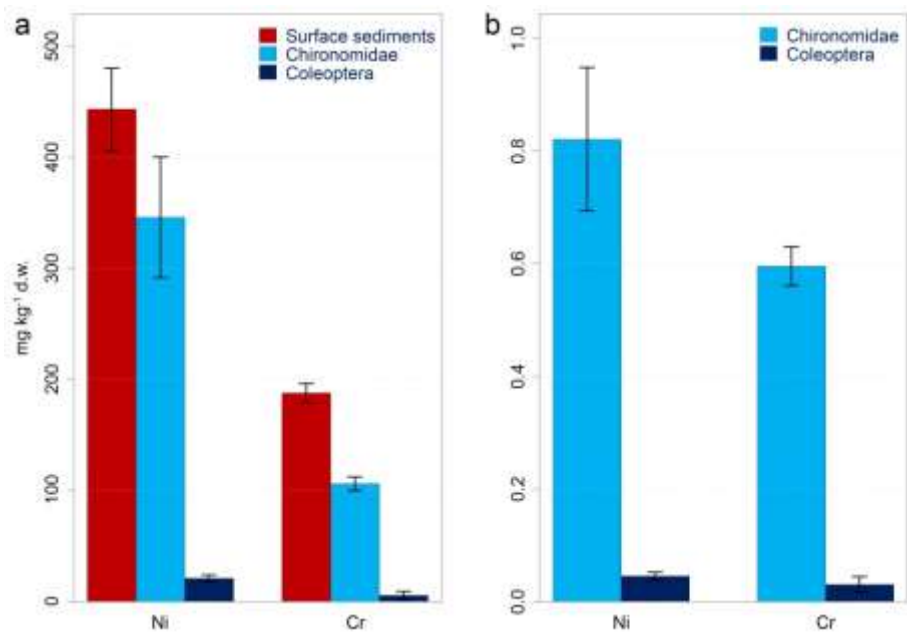 a
Surface sediments
Chironomidae
Coleoptera
mg kg⁻¹ d.w.
500
400
300
200
100
0
Ni
Cr
b
Chironomidae
Coleoptera
1.0
0.8
0.6
0.4
0.2
0.0
Ni
Cr